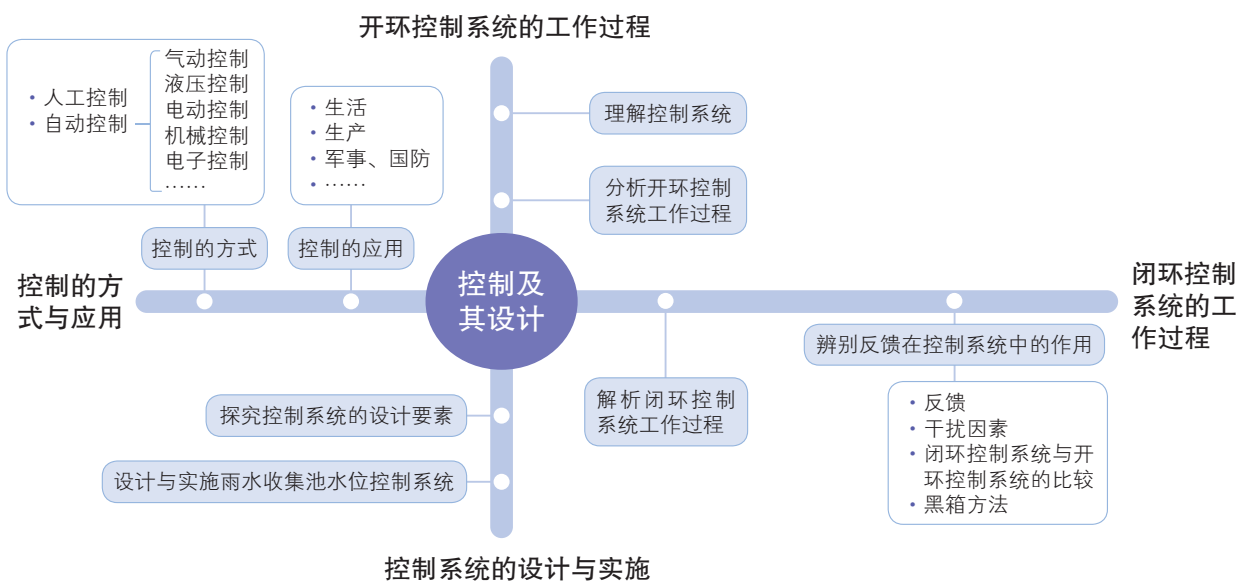 开环控制系统的工作过程
• 人工控制
• 自动控制
气动控制
液压控制
电动控制
机械控制
电子控制
……
• 生活
• 生产
• 军事、国防
• ……
控制的方式
控制的应用
理解控制系统
分析开环控制
系统工作过程
控制的方
式与应用
控制及
其设计
闭环控制
系统的工
作过程
辨别反馈在控制系统中的作用
解析闭环控制
系统工作过程
• 反馈
• 干扰因素
• 闭环控制系统与开
环控制系统的比较
• 黑箱方法
探究控制系统的设计要素
设计与实施雨水收集池水位控制系统
控制系统的设计与实施